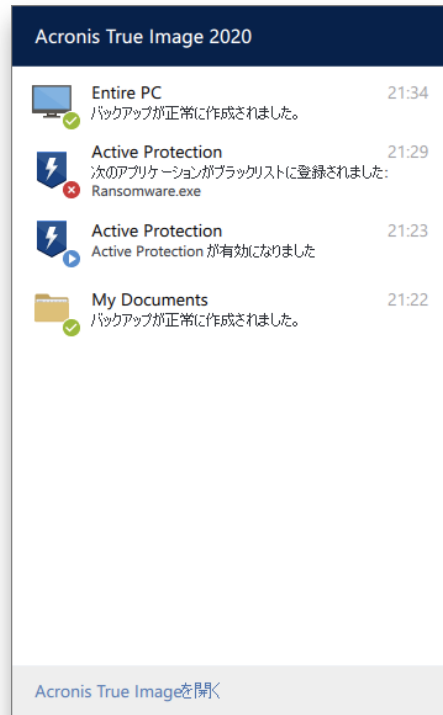 Acronis True Image 2020
Entire PC 21:34
バックアップが正常に作成されました。
Active Protection 21:29
次のアプリケーションがブラックリストに登録されました:
Ransomware.exe
Active Protection 21:23
Active Protection が有効になりました
My Documents 21:22
バックアップが正常に作成されました。
Acronis True Imageを開く